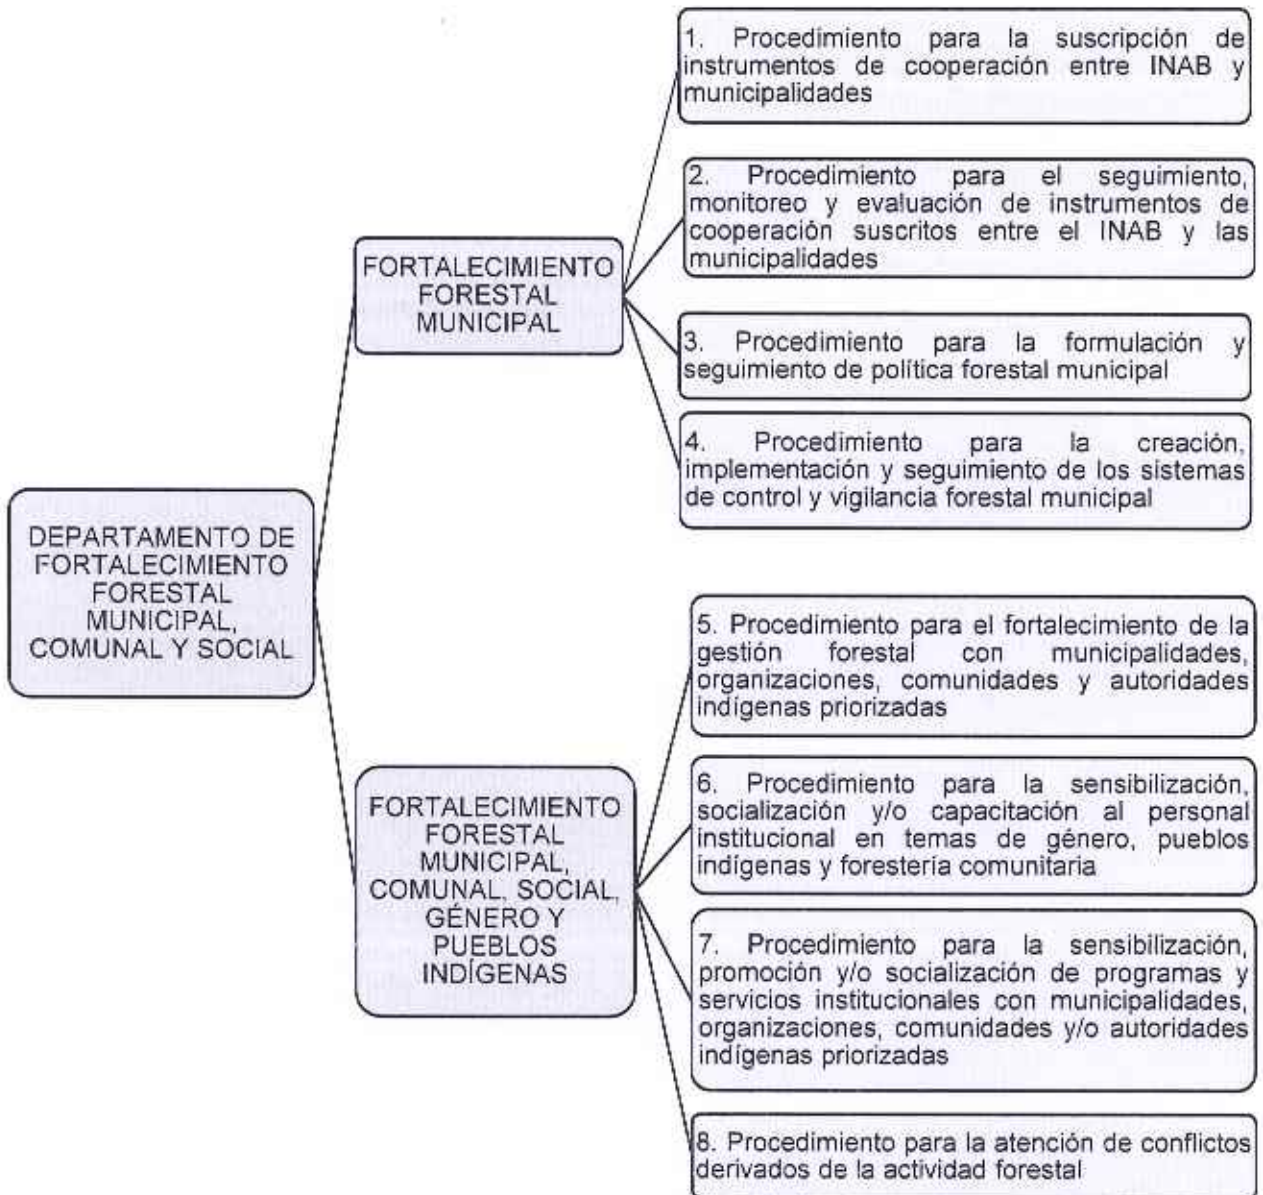 1. Procedimiento para la suscripción de
instrumentos de cooperación entre INAB y
municipalidades
2. Procedimiento para el seguimiento,
monitoreo y evaluación de instrumentos de
cooperación suscritos entre el INAB y las
municipalidades
FORTALECIMIENTO
FORESTAL
MUNICIPAL
3. Procedimiento para la formulación y
seguimiento de política forestal municipal
4. Procedimiento para la creación,
implementación y seguimiento de los sistemas
de control y vigilancia forestal municipal
DEPARTAMENTO DE
FORTALECIMIENTO
FORESTAL
MUNICIPAL,
COMUNAL Y SOCIAL
5. Procedimiento para el fortalecimiento de la
gestión forestal con municipalidades,
organizaciones, comunidades y autoridades
indígenas priorizadas
FORTALECIMIENTO
FORESTAL
MUNICIPAL,
COMUNAL, SOCIAL,
GÉNERO Y
PUEBLOS
INDÍGENAS
6. Procedimiento para la sensibilización,
socialización y/o capacitación al personal
institucional en temas de género, pueblos
indígenas y forestería comunitaria
7. Procedimiento para la sensibilización,
promoción y/o socialización de programas y
servicios institucionales con municipalidades,
organizaciones, comunidades y/o autoridades
indígenas priorizadas
8. Procedimiento para la atención de conflictos
derivados de la actividad forestal